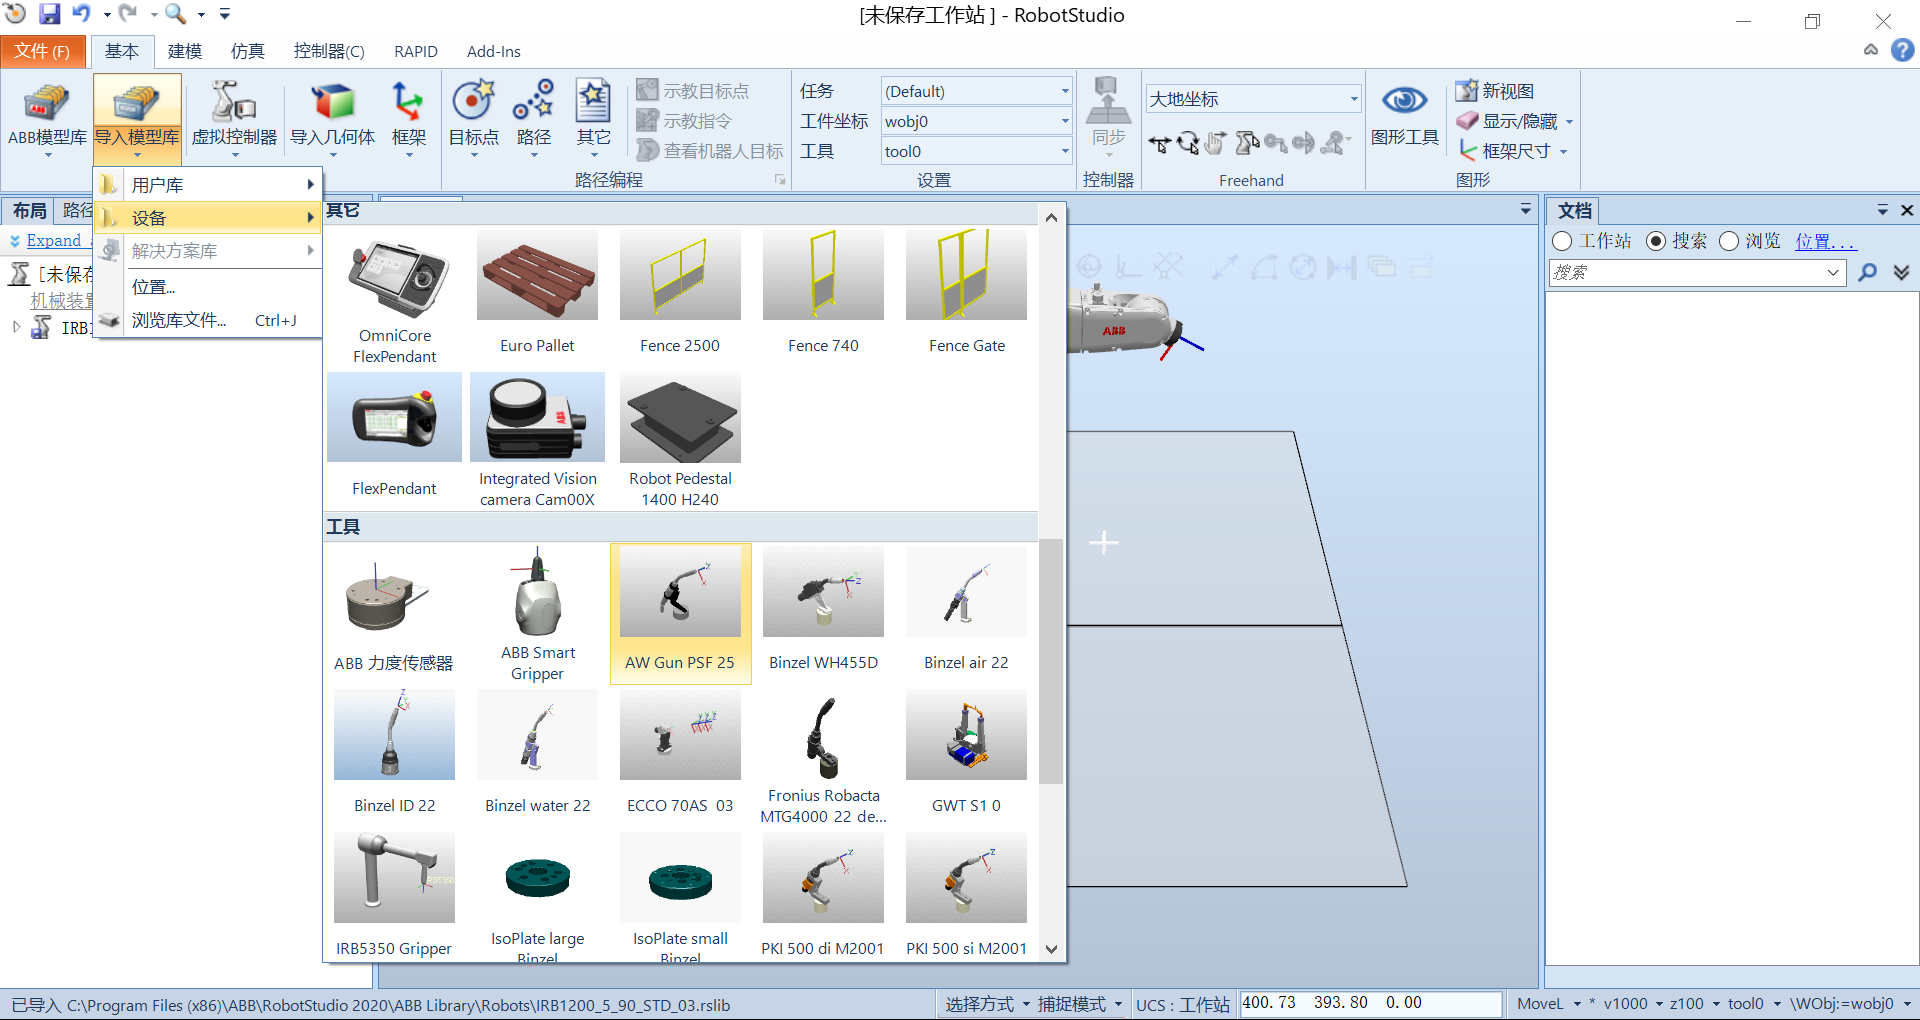 [未保存工作站 ] - RobotStudio
文件 (F)
基本
建模
仿真
控制器(C)
RAPID
Add-Ins
ABB模型库
导入模型库
虚拟控制器
导入几何体
框架
目标点
路径
其它
示教目标点
示教指令
查看机器人目标
路径编程
任务
(Default)
工件坐标
wobj0
工具
tool0
设置
同步
控制器
大地坐标
Freehand
图形工具
新视图
显示/隐藏
框架尺寸
图形
用户库
设备
解决方案库
位置...
浏览库文件... Ctrl+J
布局
路径
Expand
[未保存
机械装置
其它
OmniCore
FlexPendant
Euro Pallet
Fence 2500
Fence 740
Fence Gate
FlexPendant
Integrated Vision
camera Cam00X
Robot Pedestal
1400 H240
工具
ABB 力度传感器
ABB Smart
Gripper
AW Gun PSF 25
Binzel WH455D
Binzel air 22
Binzel ID 22
Binzel water 22
ECCO 70AS 03
Fronius Robacta
MTG4000 22 de...
GWT S1 0
IRB5350 Gripper
IsoPlate large
Binzel
IsoPlate small
Binzel
PKI 500 di M2001
PKI 500 si M2001
ABB
文档
工作站
搜索
浏览
位置...
搜索
已导入 C:\Program Files (x86)\ABB\RobotStudio 2020\ABB Library\Robots\IRB1200_5_90_STD_03.rslib
选择方式
捕捉模式
UCS : 工作站
400.73 393.80 0.00
MoveL
* v1000
z100
tool0
\WObj:=wobj0